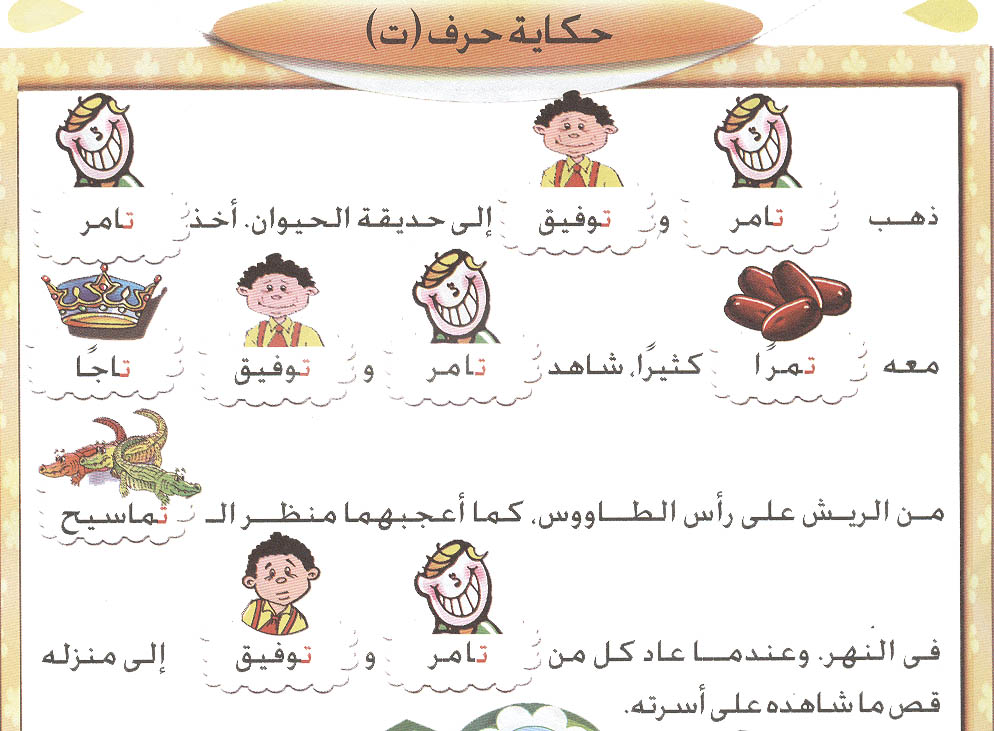 حكاية حرف (ت)
ذهب تامر و توفيق إلى حديقة الحيوان. أخذ تامر
معه تمرًا كثيرًا، شاهد تامر و توفيق تاجًا
من الريش على رأس الطاووس، كما أعجبهما منظر الـ تماسيح
فى النهر. وعندما عاد كل من تامر و توفيق إلى منزله
قص ما شاهده على أسرته.